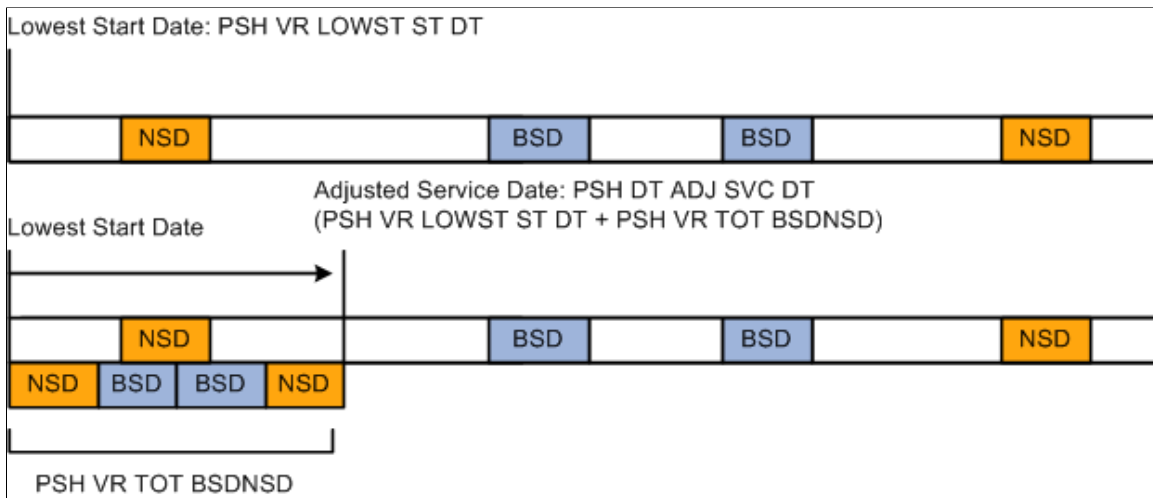 Lowest Start Date: PSH VR LOWST ST DT
NSD BSD BSD NSD
Adjusted Service Date: PSH DT ADJ SVC DT
(PSH VR LOWST ST DT + PSH VR TOT BSDNSD)
Lowest Start Date
NSD BSD BSD NSD
NSD BSD BSD NSD
PSH VR TOT BSDNSD